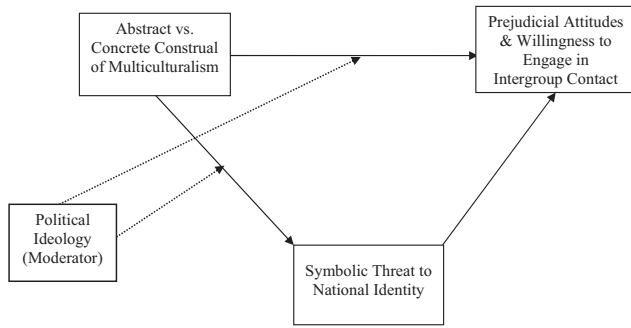 Abstract vs.
Concrete Construal
of Multiculturalism
Prejudicial Attitudes
& Willingness to
Engage in
Intergroup Contact
Political
Ideology
(Moderator)
Symbolic Threat to
National Identity